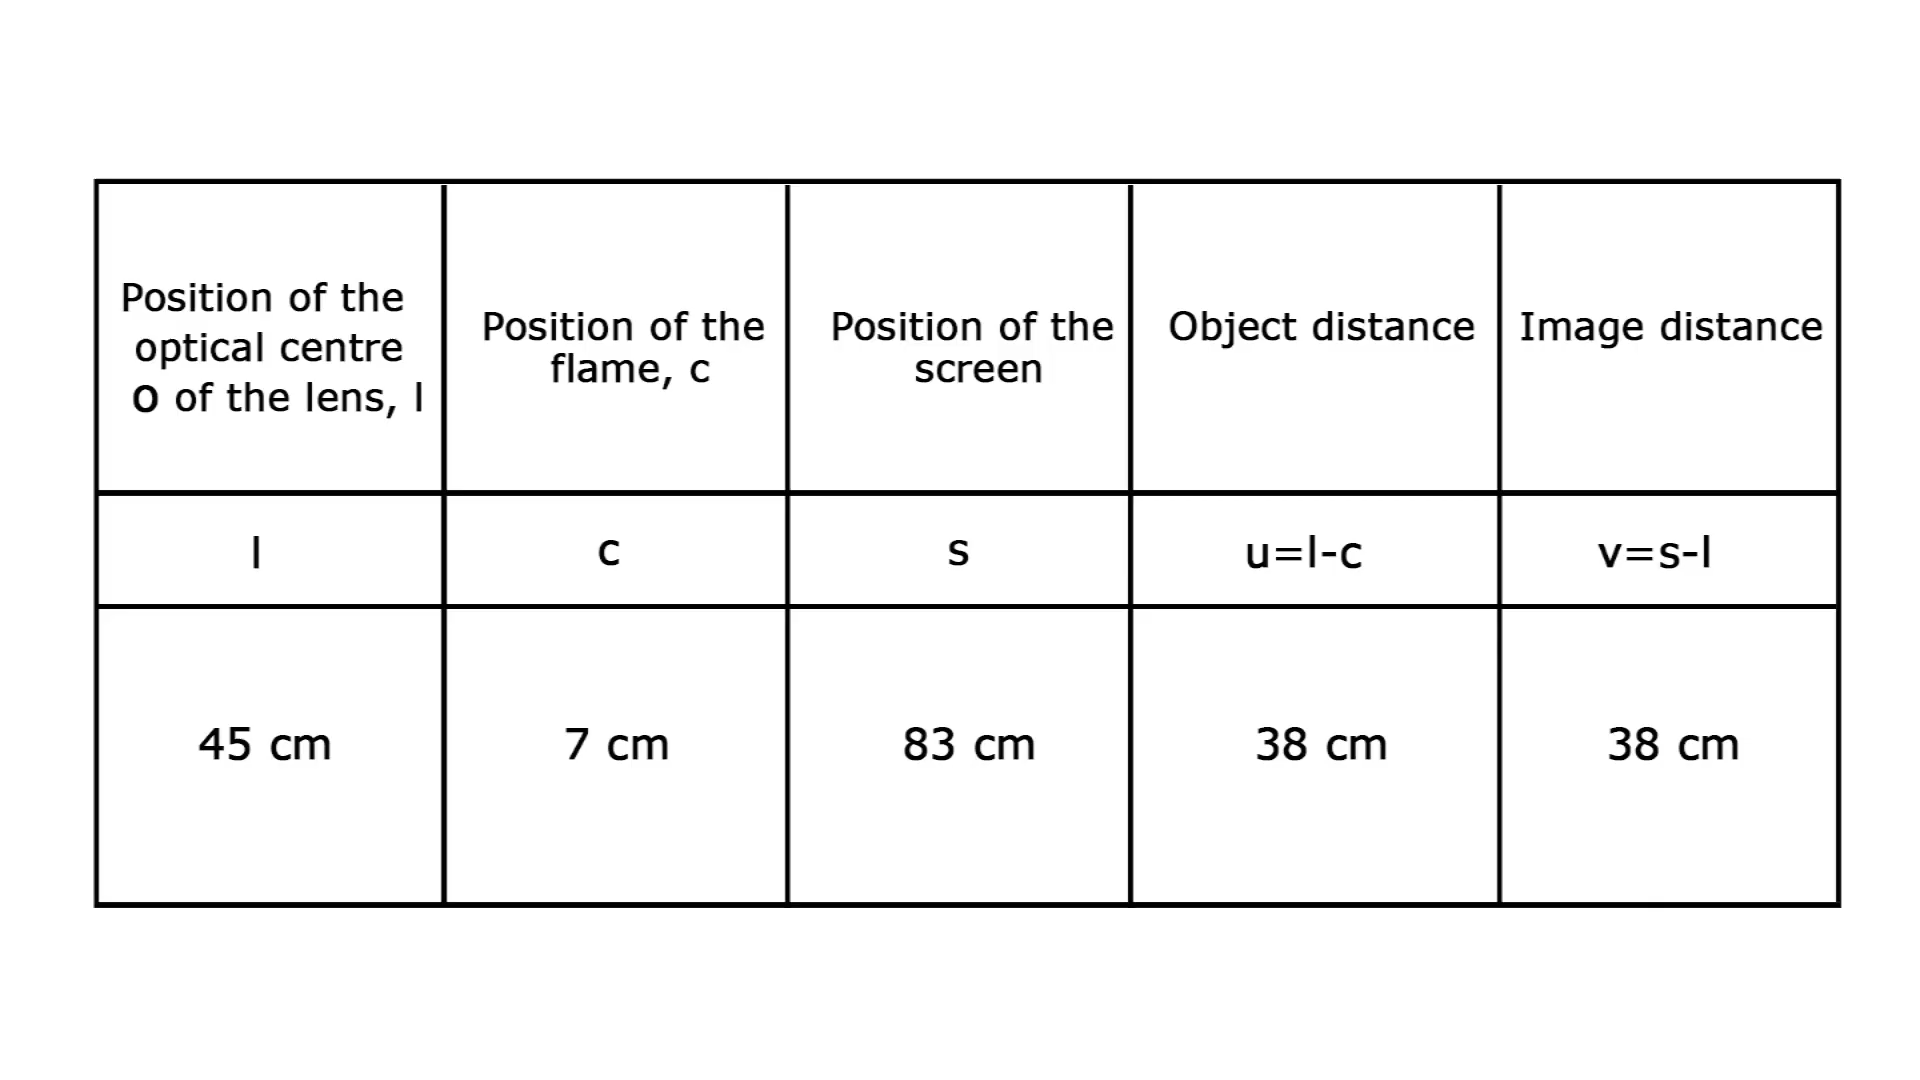 Position of the
optical centre
O of the lens, l
Position of the
flame, c
Position of the
screen
Object distance
Image distance
l
c
s
u=l-c
v=s-l
45 cm
7 cm
83 cm
38 cm
38 cm